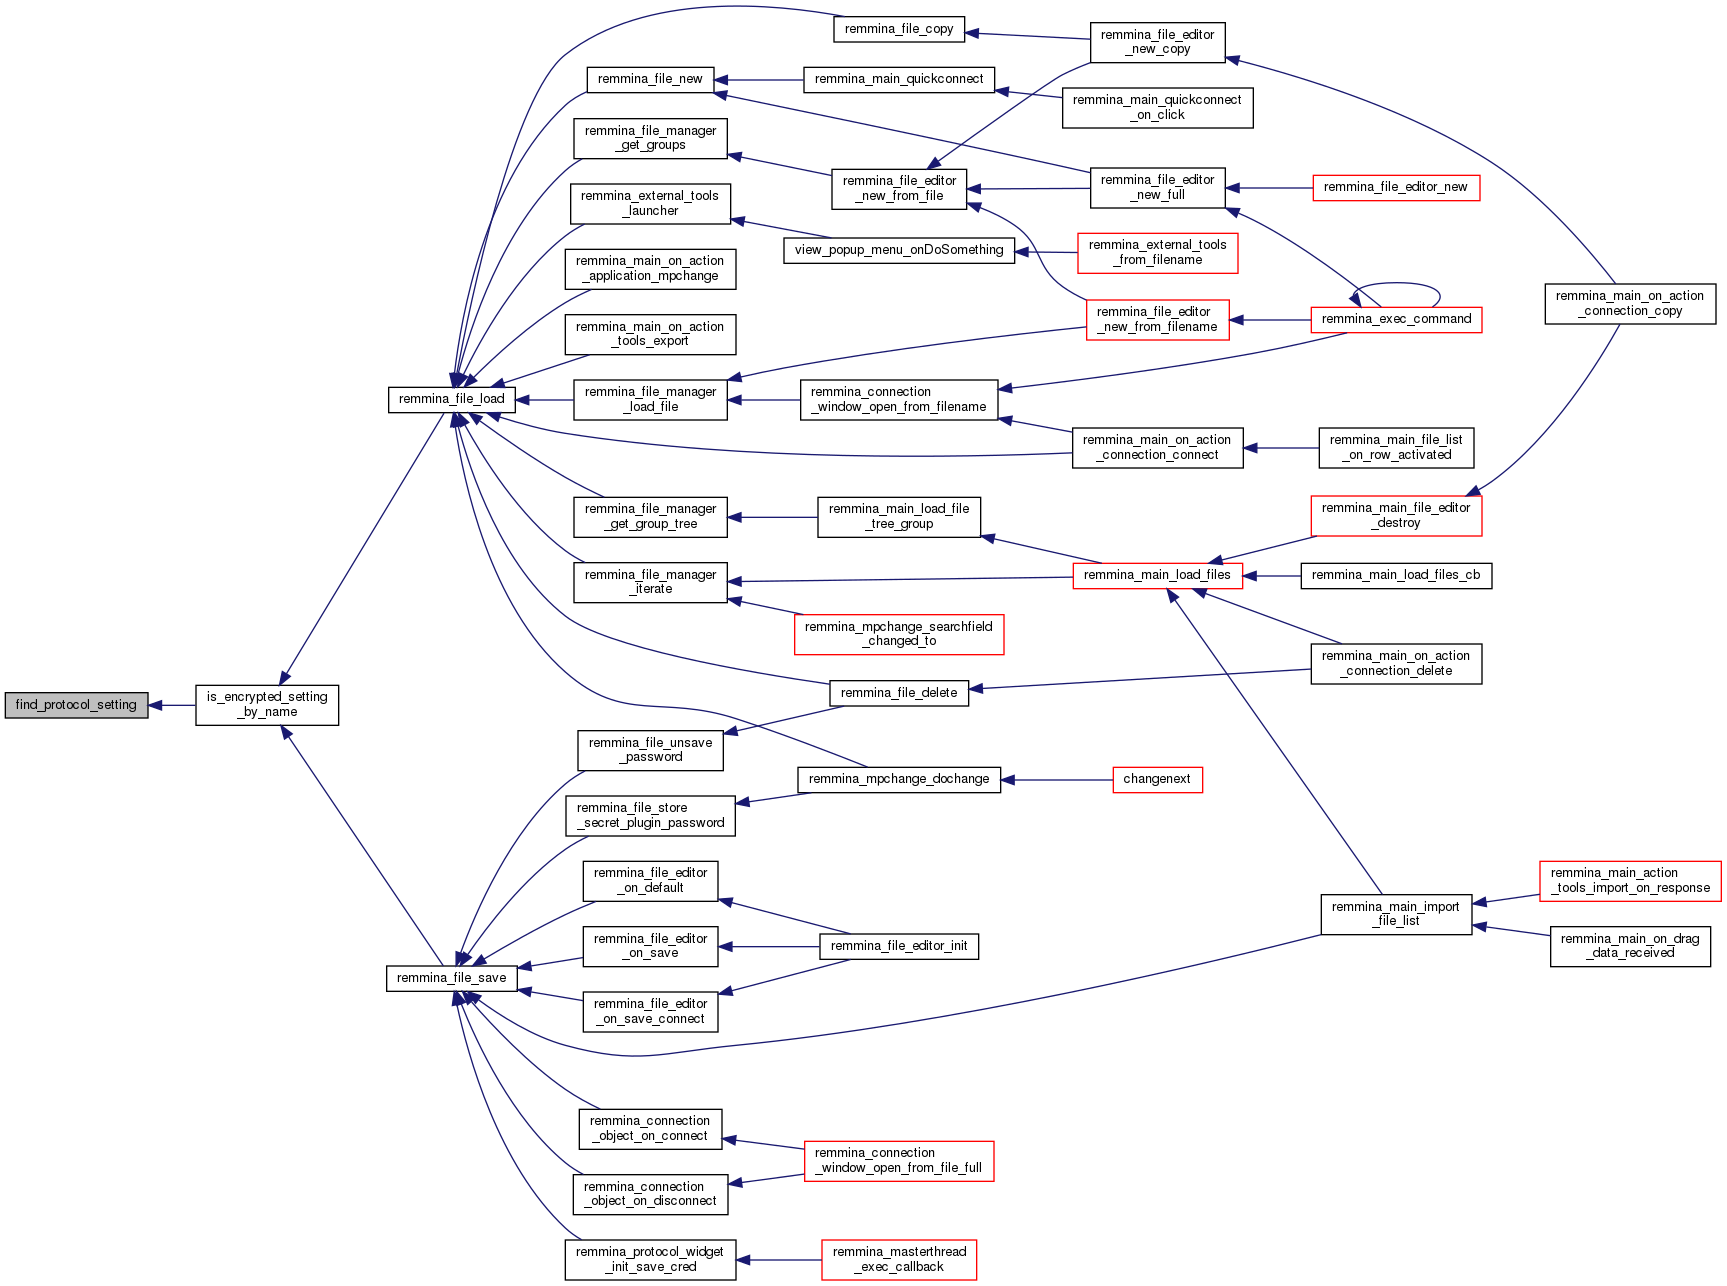 find_protocol_setting
is_encrypted_setting
_by_name
remmina_file_load
remmina_file_save
remmina_file_copy
remmina_file_editor
_new_copy
remmina_file_new
remmina_main_quickconnect
remmina_main_quickconnect
_on_click
remmina_file_manager
_get_groups
remmina_file_editor
_new_from_file
remmina_file_editor
_new_full
remmina_file_editor_new
remmina_external_tools
_launcher
view_popup_menu_onDoSomething
remmina_external_tools
_from_filename
remmina_main_on_action
_application_mpchange
remmina_file_editor
_new_from_filename
remmina_exec_command
remmina_main_on_action
_connection_copy
remmina_main_on_action
_tools_export
remmina_file_manager
_load_file
remmina_connection
_window_open_from_filename
remmina_main_on_action
_connection_connect
remmina_main_file_list
_on_row_activated
remmina_file_manager
_get_group_tree
remmina_main_load_file
_tree_group
remmina_main_file_editor
_destroy
remmina_file_manager
_iterate
remmina_main_load_files
remmina_main_load_files_cb
remmina_mpchange_searchfield
_changed_to
remmina_main_on_action
_connection_delete
remmina_file_delete
remmina_file_unsave
_password
remmina_mpchange_dochange
changenext
remmina_file_store
_secret_plugin_password
remmina_file_editor
_on_default
remmina_file_editor
_on_save
remmina_file_editor_init
remmina_file_editor
_on_save_connect
remmina_main_import
_file_list
remmina_main_action
_tools_import_on_response
remmina_main_on_drag
_data_received
remmina_connection
_object_on_connect
remmina_connection
_window_open_from_file_full
remmina_connection
_object_on_disconnect
remmina_protocol_widget
_init_save_cred
remmina_masterthread
_exec_callback